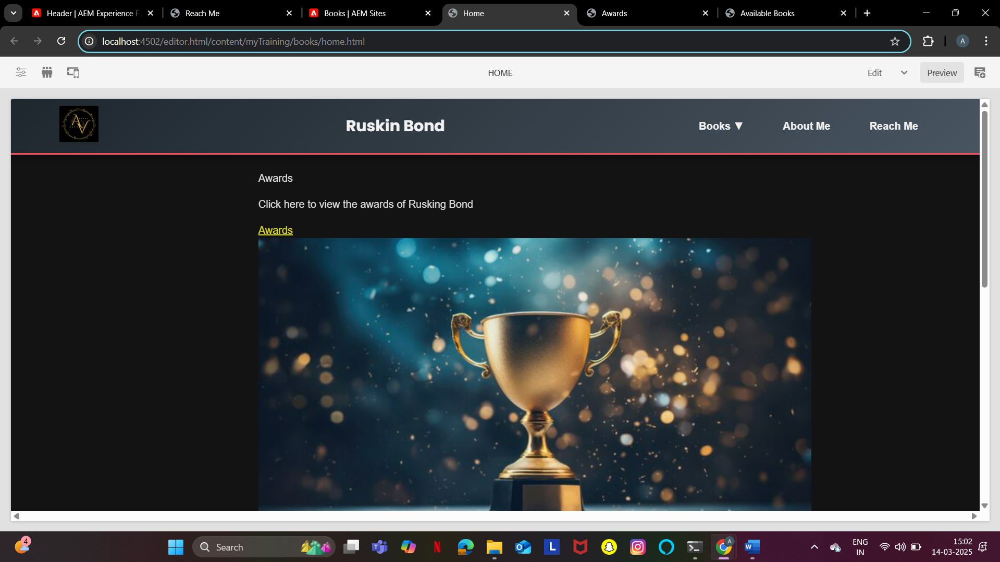 Header | AEM Experience F
Reach Me
Books | AEM Sites
Home
Awards
Available Books
localhost:4502/editor.html/content/myTraining/books/home.html
A
HOME
Edit
Preview
AV
Ruskin Bond
Books ▼
About Me
Reach Me
Awards
Click here to view the awards of Rusking Bond
Awards
4
Search
ENG
IN
15:02
14-03-2025